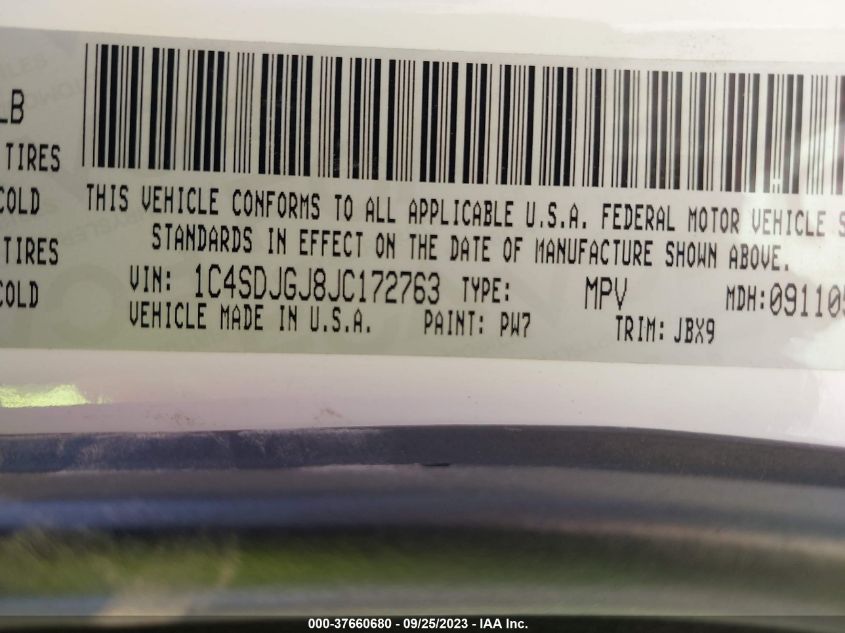 LB
TIRES
COLD
TIRES
COLD
THIS VEHICLE CONFORMS TO ALL APPLICABLE U.S.A. FEDERAL MOTOR VEHICLE S
STANDARDS IN EFFECT ON THE DATE OF MANUFACTURE SHOWN ABOVE.
VIN: 1C4SDJGJ8JC172763 TYPE: MPV MDH:091105
VEHICLE MADE IN U.S.A. PAINT: PW7 TRIM: JBX9
000-37660680 - 09/25/2023 - IAA Inc.